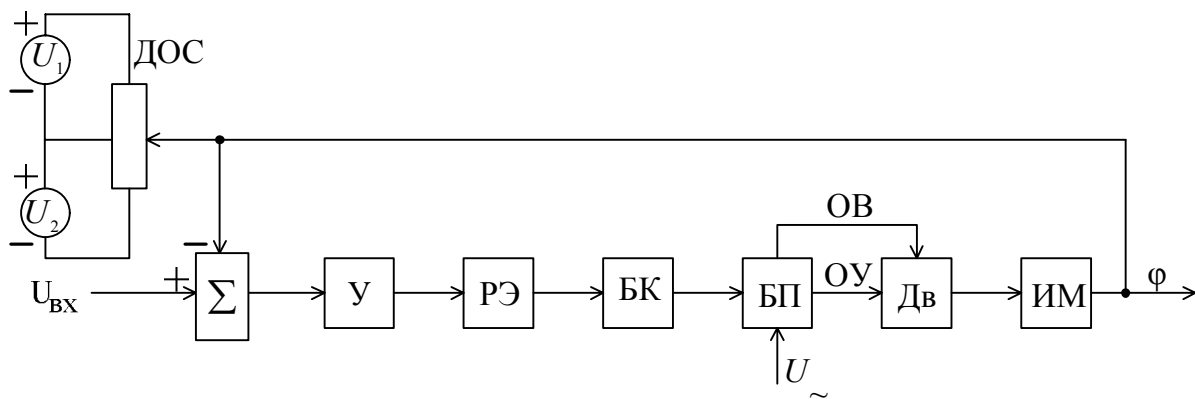 +
U₁
ДОС
−
+
U₂
−
−
ОВ
Uвх
+
Σ
У
РЭ
БК
БП
ОУ
Дв
ИМ
φ
U~